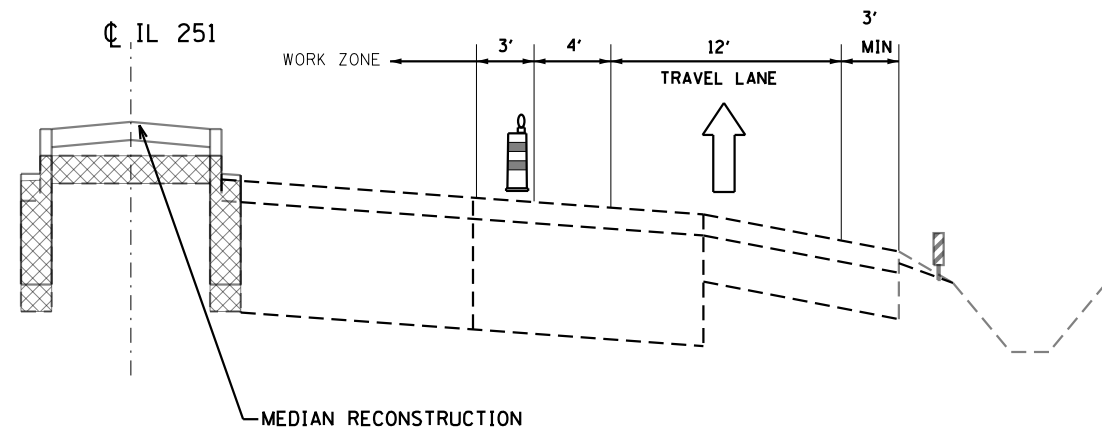 ℄ IL 251
WORK ZONE
3'
4'
12'
TRAVEL LANE
3'
MIN
MEDIAN RECONSTRUCTION